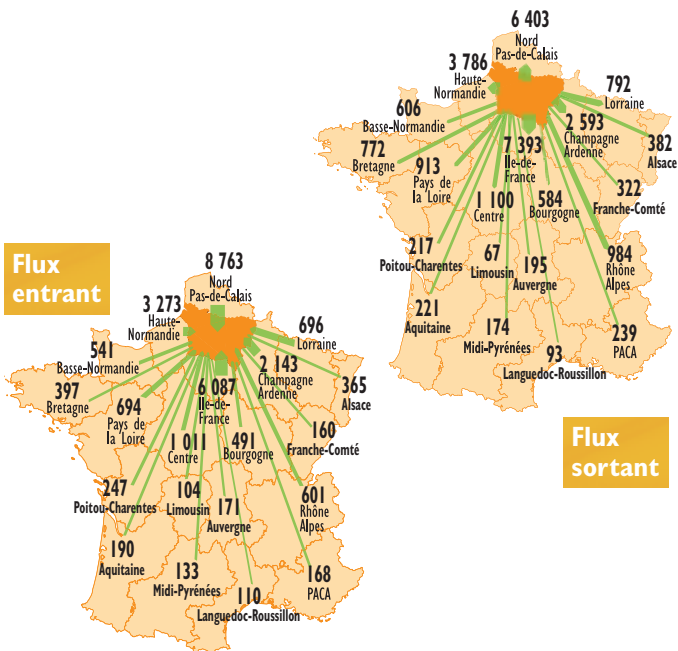 6 403
Nord
Pas-de-Calais
3 786
Haute-
Normandie
792
Lorraine
606
Basse-Normandie
2 593
Champagne
Ardenne
382
Alsace
772
Bretagne
7 393
Ile-de-
France
913
Pays de
la Loire
322
Franche-Comté
1 100
Centre
584
Bourgogne
217
Poitou-Charentes
67
Limousin
195
Auvergne
984
Rhône
Alpes
221
Aquitaine
174
Midi-Pyrénées
239
PACA
93
Languedoc-Roussillon
Flux
sortant
Flux
entrant
8 763
Nord
Pas-de-Calais
3 273
Haute-
Normandie
696
Lorraine
541
Basse-Normandie
2 143
Champagne
Ardenne
365
Alsace
397
Bretagne
6 087
Ile-de-
France
694
Pays de
la Loire
160
Franche-Comté
1 011
Centre
491
Bourgogne
247
Poitou-Charentes
104
Limousin
171
Auvergne
601
Rhône
Alpes
190
Aquitaine
133
Midi-Pyrénées
168
PACA
110
Languedoc-Roussillon